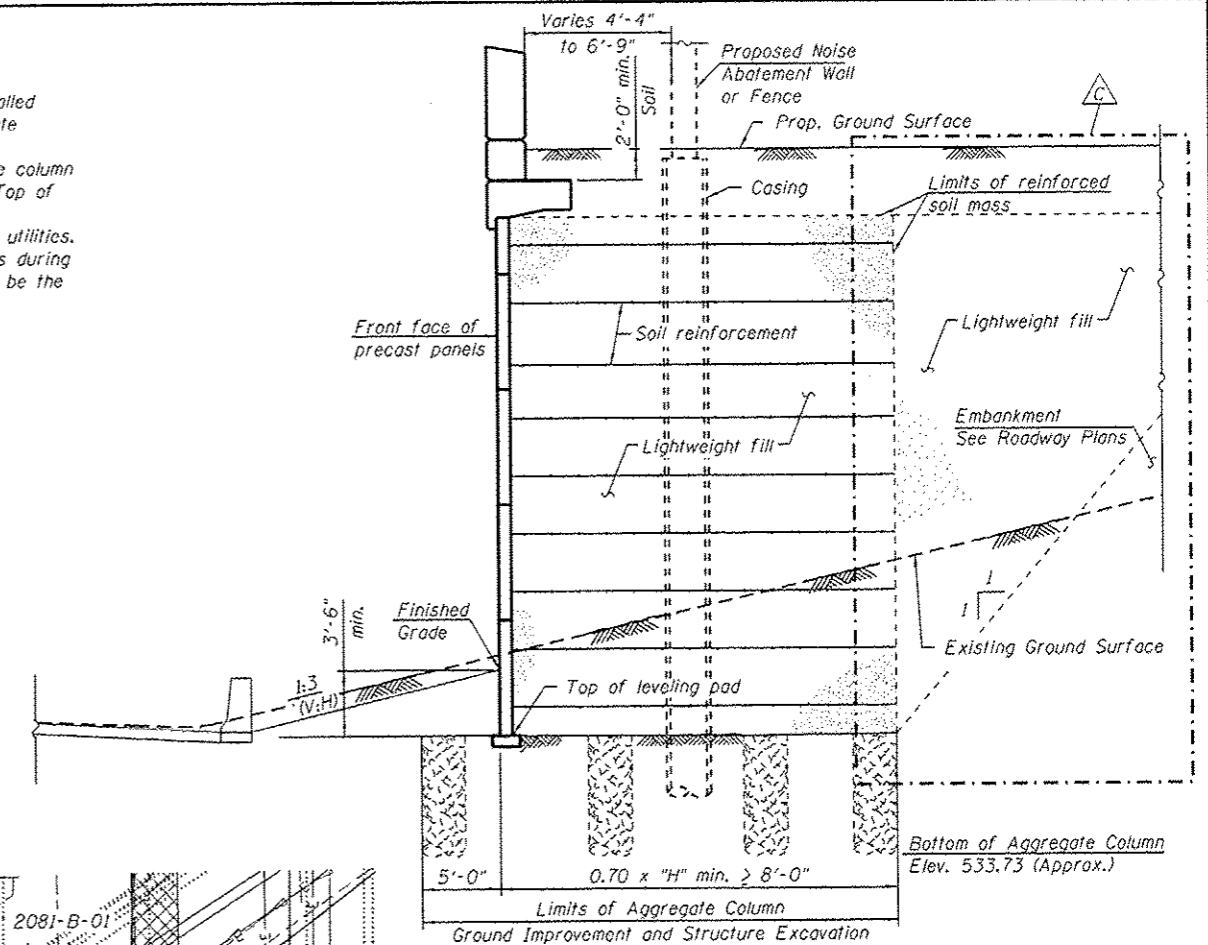 Varies 4'-4"
to 6'-9"
2'-0" min.
Soil
Proposed Noise
Abatement Wall
or Fence
C
Prop. Ground Surface
Casing
Limits of reinforced
soil mass
utilities.
during
be the
column
Top of
Front face of
precast panels
Soil reinforcement
Lightweight fill
Lightweight fill
Embankment
See Roadway Plans
3'-6"
min.
Finished
Grade
1
1
Existing Ground Surface
1:3
(V:H)
Top of leveling pad
Bottom of Aggregate Column
Elev. 533.73 (Approx.)
5'-0"
0.70 x "H" min. ≥ 8'-0"
Limits of Aggregate Column
Ground Improvement and Structure Excavation
2081-B-01